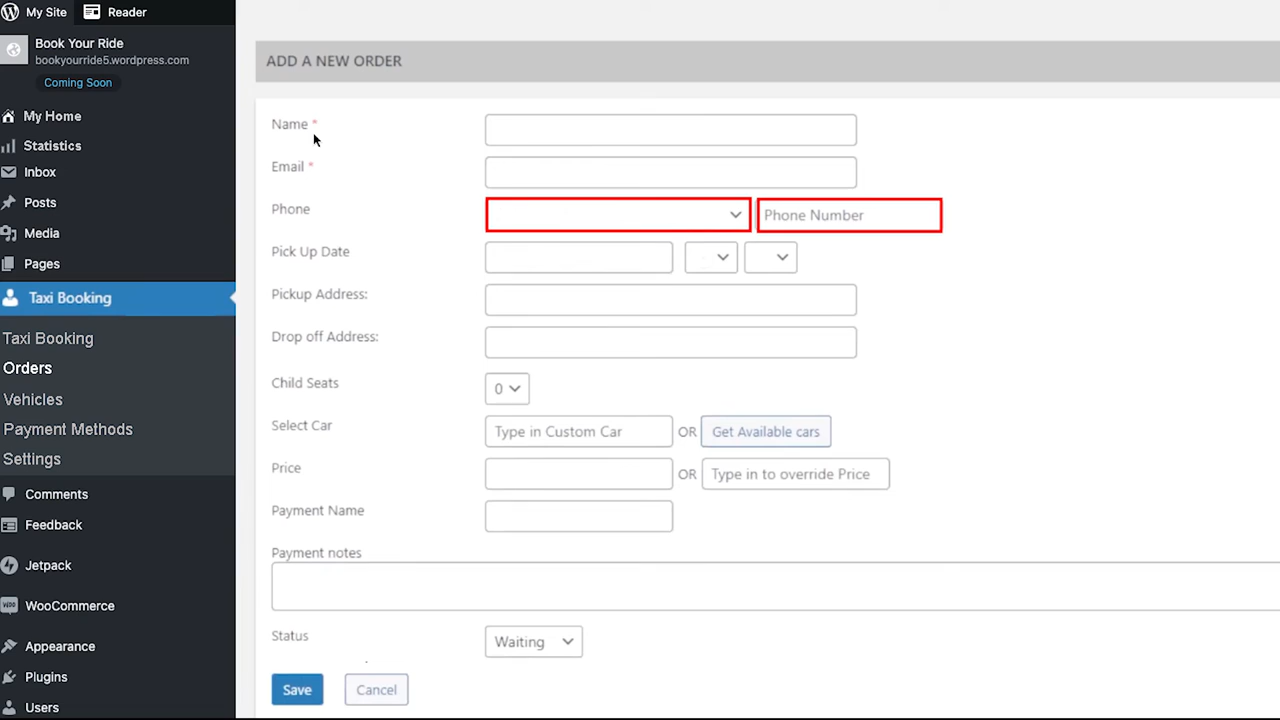 My Site Reader
Book Your Ride
bookyourride5.wordpress.com
Coming Soon
My Home
Statistics
Inbox
Posts
Media
Pages
Taxi Booking
Taxi Booking
Orders
Vehicles
Payment Methods
Settings
Comments
Feedback
Jetpack
WooCommerce
Appearance
Plugins
Users
ADD A NEW ORDER
Name *
Email *
Phone Phone Number
Pick Up Date
Pickup Address:
Drop off Address:
Child Seats 0
Select Car Type in Custom Car OR Get Available cars
Price OR Type in to override Price
Payment Name
Payment notes
Status Waiting
Save Cancel